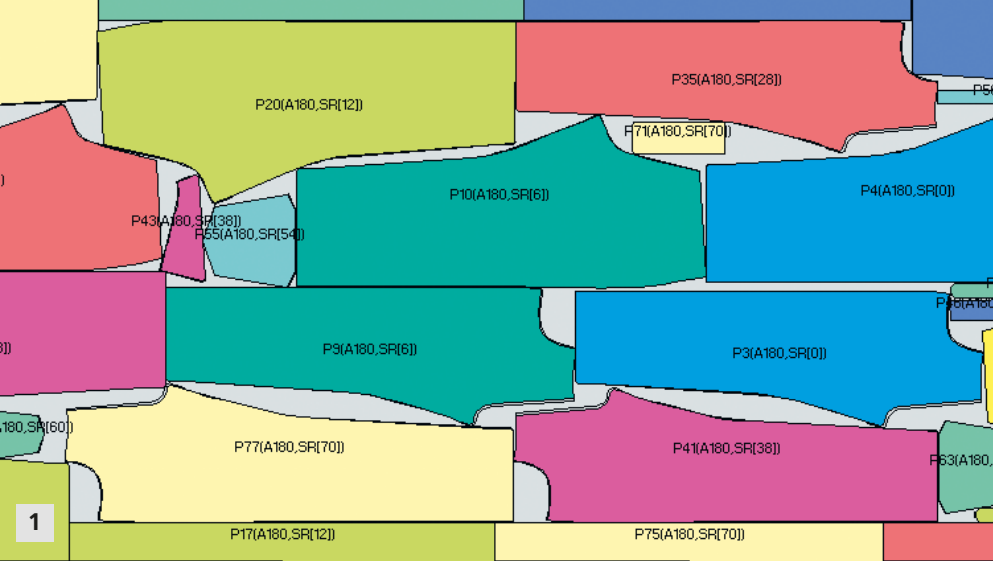 P20(A180,SR[12])
P35(A180,SR[28])
P71(A180,SR[70])
P10(A180,SR[6])
P4(A180,SR[0])
P43(A180,SR[38])
P55(A180,SR[54])
P9(A180,SR[6])
P3(A180,SR[0])
P77(A180,SR[70])
P41(A180,SR[38])
P63(A180,
P17(A180,SR[12])
P75(A180,SR[70])
1